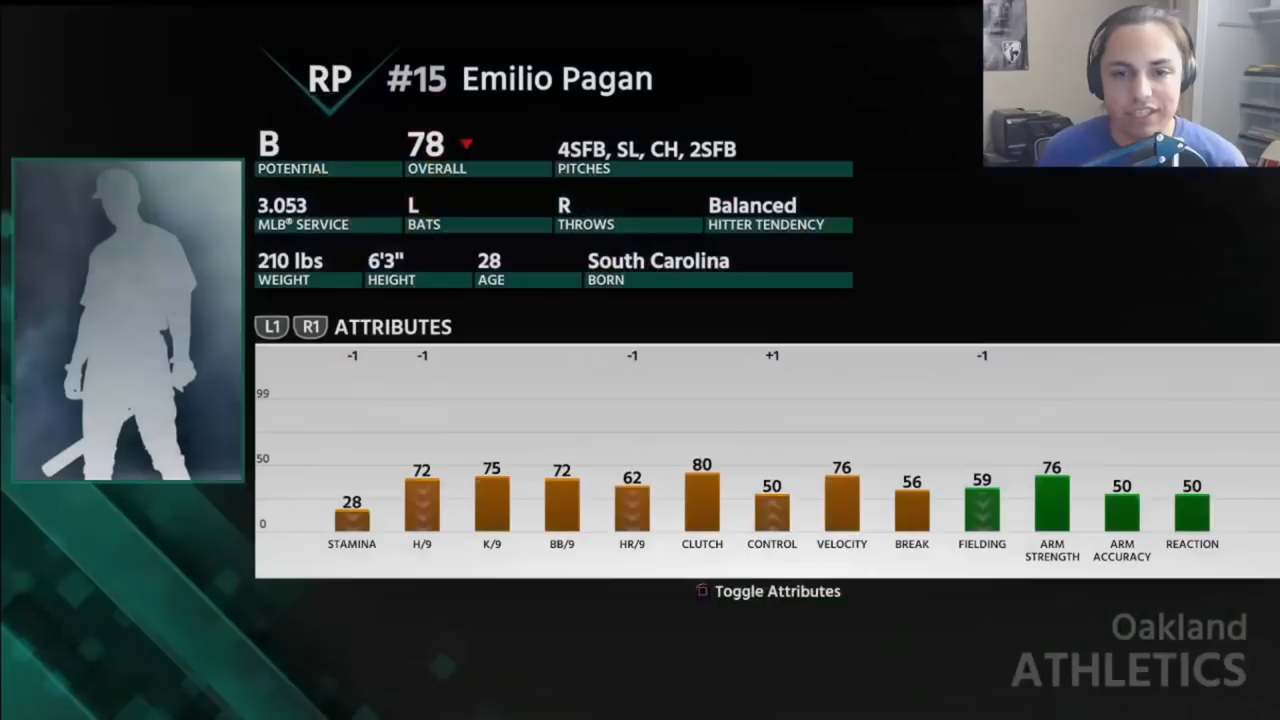 RP #15 Emilio Pagan
B 78 4SFB, SL, CH, 2SFB
POTENTIAL OVERALL PITCHES
3.053 L R Balanced
MLB® SERVICE BATS THROWS HITTER TENDENCY
210 lbs 6'3" 28 South Carolina
WEIGHT HEIGHT AGE BORN
L1 R1 ATTRIBUTES
-1 -1 -1 +1 -1
99
50
0
28 72 75 72 62 80 50 76 56 59 76 50 50
STAMINA H/9 K/9 BB/9 HR/9 CLUTCH CONTROL VELOCITY BREAK FIELDING ARM STRENGTH ARM ACCURACY REACTION
Toggle Attributes
Oakland
ATHLETICS